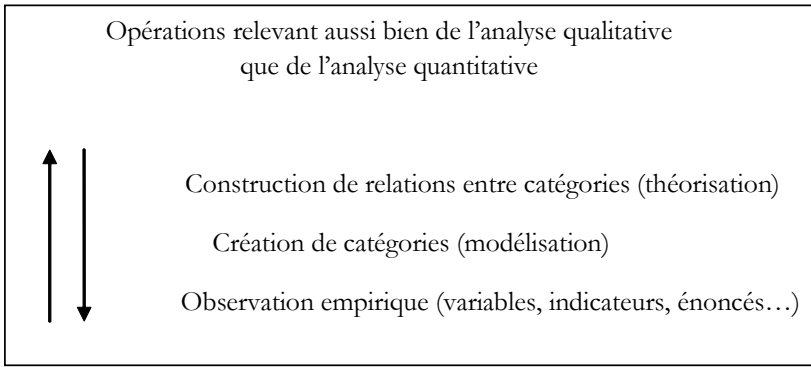 Opérations relevant aussi bien de l’analyse qualitative
que de l’analyse quantitative
Construction de relations entre catégories (théorisation)
Création de catégories (modélisation)
Observation empirique (variables, indicateurs, énoncés…)